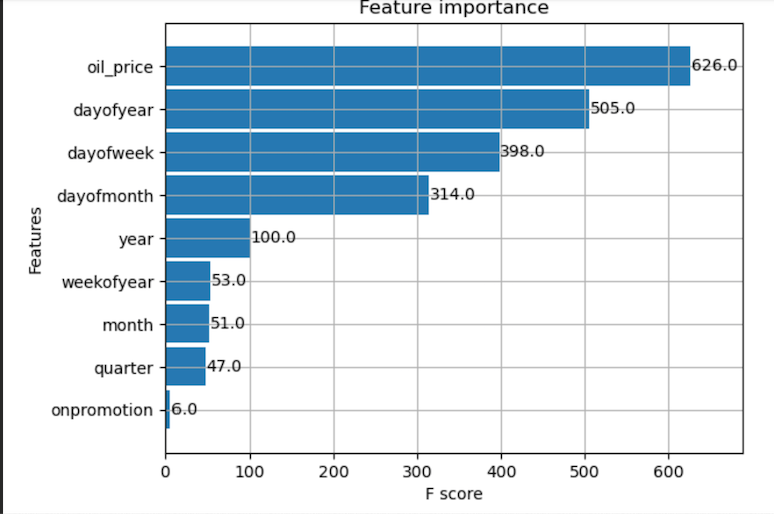 Feature importance
oil_price 626.0
dayofyear 505.0
dayofweek 398.0
dayofmonth 314.0
year 100.0
weekofyear 53.0
month 51.0
quarter 47.0
onpromotion 6.0
Features
0 100 200 300 400 500 600
F score